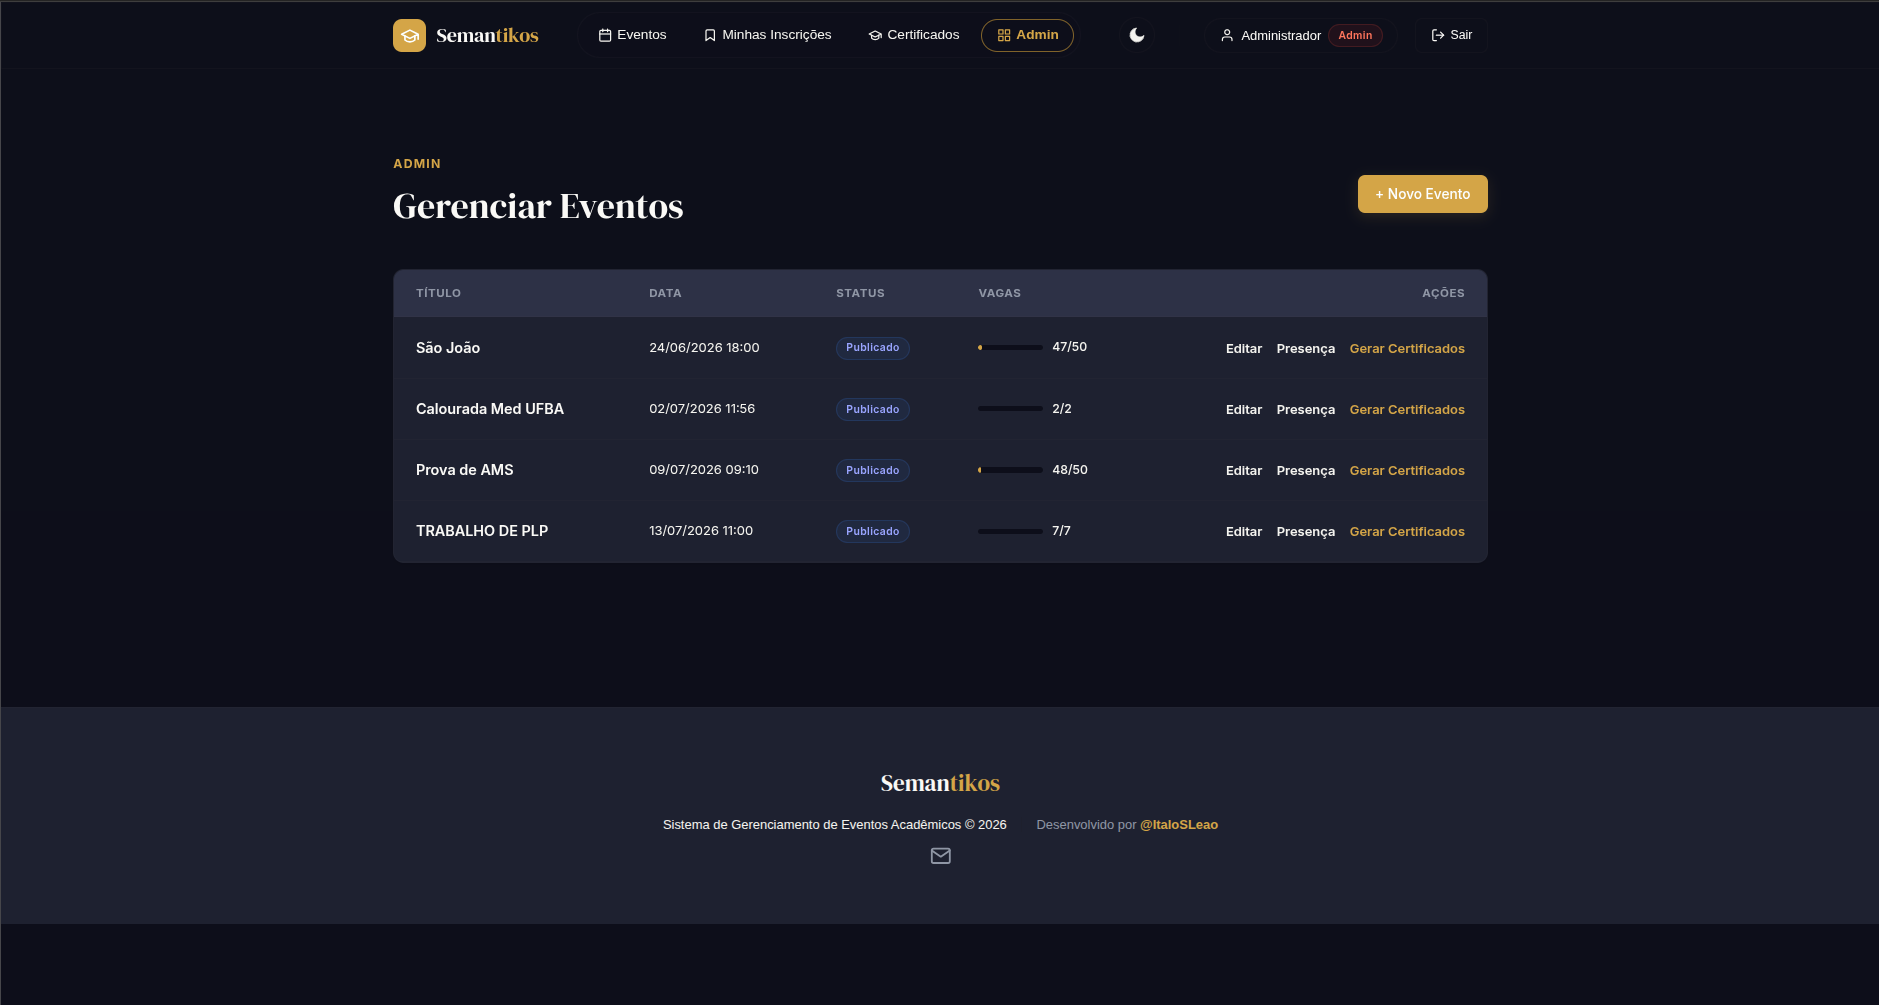 Semantikos Eventos Minhas Inscrições Certificados Admin Administrador Admin Sair
ADMIN
Gerenciar Eventos
+ Novo Evento
TÍTULO DATA STATUS VAGAS AÇÕES
São João 24/06/2026 18:00 Publicado 47/50 Editar Presença Gerar Certificados
Calourada Med UFBA 02/07/2026 11:56 Publicado 2/2 Editar Presença Gerar Certificados
Prova de AMS 09/07/2026 09:10 Publicado 48/50 Editar Presença Gerar Certificados
TRABALHO DE PLP 13/07/2026 11:00 Publicado 7/7 Editar Presença Gerar Certificados
Semantikos
Sistema de Gerenciamento de Eventos Acadêmicos © 2026 Desenvolvido por @ItaloSLeao